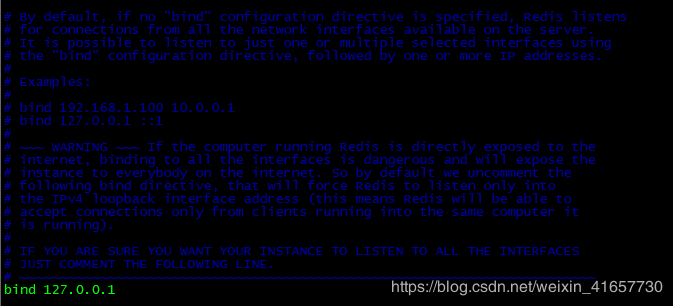 # By default, if no "bind" configuration directive is specified, Redis listens
# for connections from all the network interfaces available on the server.
# It is possible to listen to just one or multiple selected interfaces using
# the "bind" configuration directive, followed by one or more IP addresses.
#
# Examples:
#
# bind 192.168.1.100 10.0.0.1
# bind 127.0.0.1 ::1
#
# ~~~ WARNING ~~~ If the computer running Redis is directly exposed to the
# internet, binding to all the interfaces is dangerous and will expose the
# instance to everybody on the internet. So by default we uncomment the
# following bind directive, that will force Redis to listen only into
# the IPv4 loopback interface address (this means Redis will be able to
# accept connections only from clients running into the same computer it
# is running).
#
# IF YOU ARE SURE YOU WANT YOUR INSTANCE TO LISTEN TO ALL THE INTERFACES
# JUST COMMENT THE FOLLOWING LINE.
# ~~~~~~~~~~~~~~~~~~~~~~~~~~~~~~~~~~~~~~~~~~~~~~~~~~~~~~~~~~~~~~~~~~~~~~~~
bind 127.0.0.1
https://blog.csdn.net/weixin_41657730